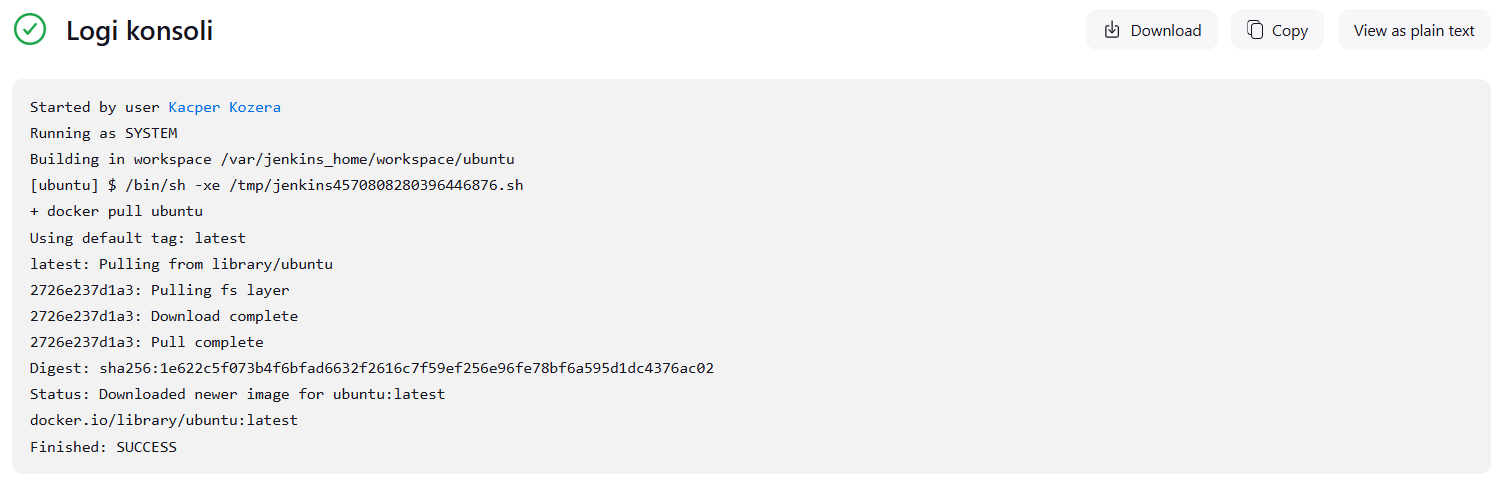 Logi konsoli
Download
Copy
View as plain text
Started by user Kacper Kozera
Running as SYSTEM
Building in workspace /var/jenkins_home/workspace/ubuntu
[ubuntu] $ /bin/sh -xe /tmp/jenkins4570808280396446876.sh
+ docker pull ubuntu
Using default tag: latest
latest: Pulling from library/ubuntu
2726e237d1a3: Pulling fs layer
2726e237d1a3: Download complete
2726e237d1a3: Pull complete
Digest: sha256:1e622c5f073b4f6bfad6632f2616c7f59ef256e96fe78bf6a595d1dc4376ac02
Status: Downloaded newer image for ubuntu:latest
docker.io/library/ubuntu:latest
Finished: SUCCESS